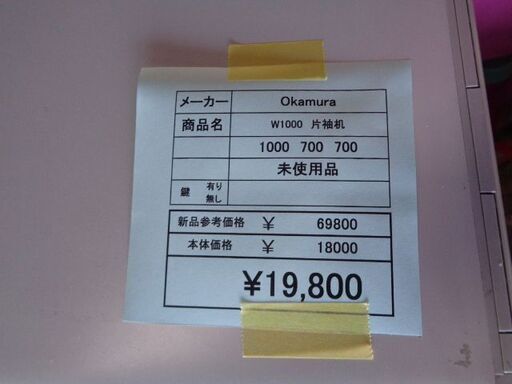 メーカー Okamura
商品名 W1000 片袖机
1000 700 700
未使用品
鍵 有り
無し
新品参考価格 ¥ 69800
本体価格 ¥ 18000
¥19,800